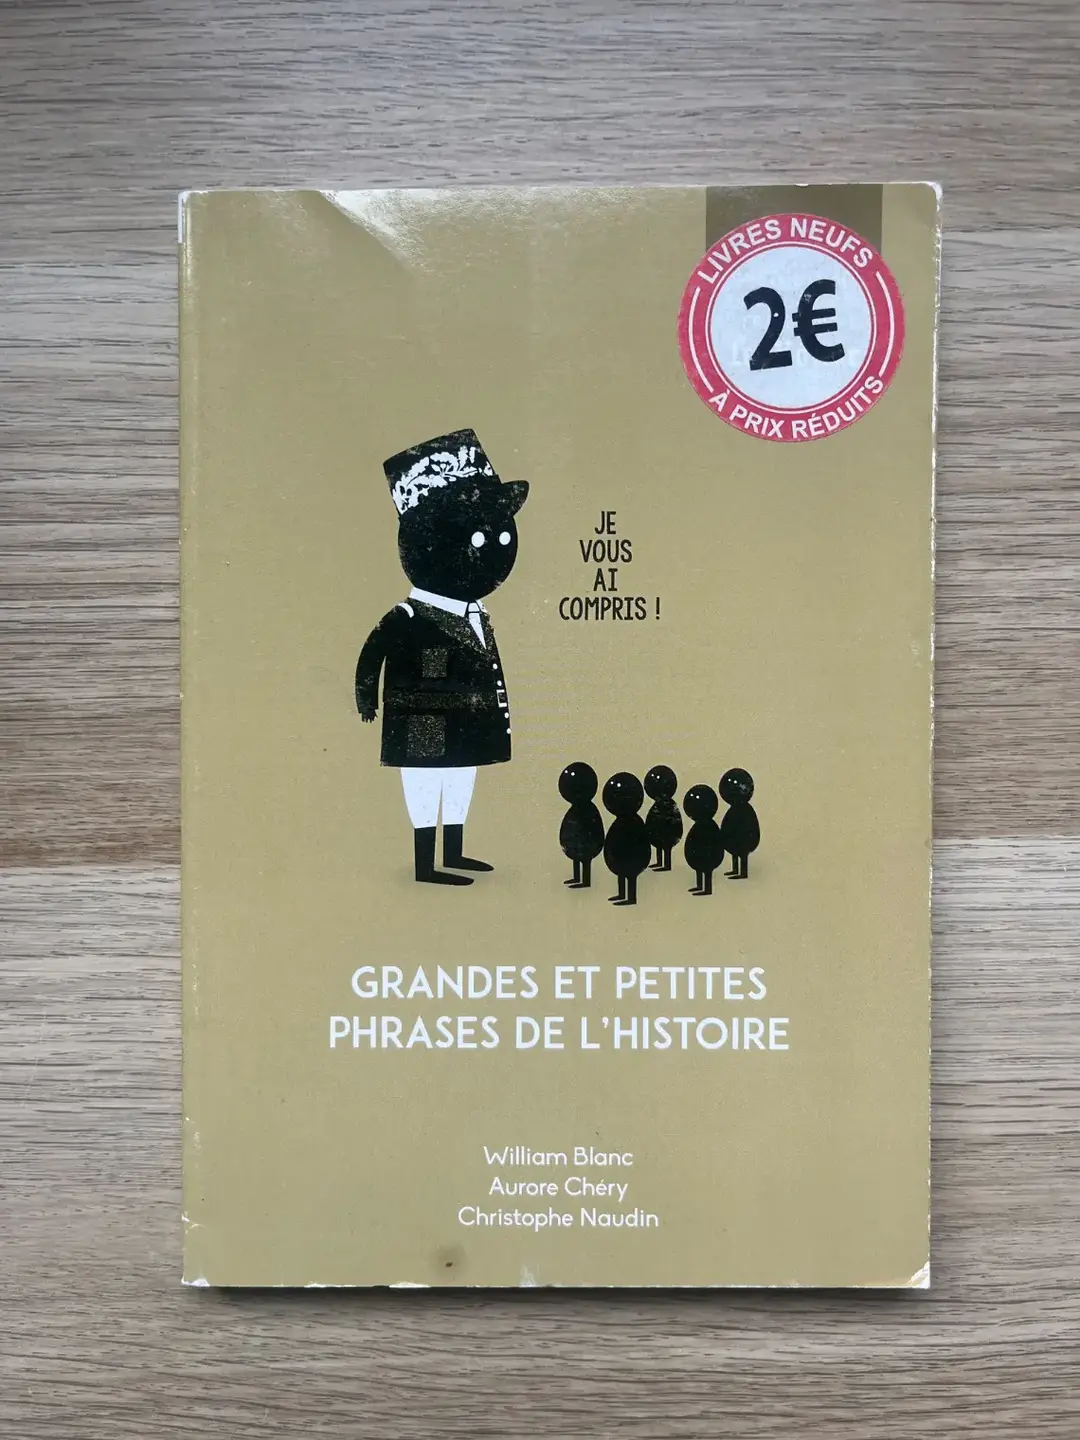 LIVRES NEUFS
2€
À PRIX RÉDUITS
JE
VOUS
AI
COMPRIS !
GRANDES ET PETITES
PHRASES DE L'HISTOIRE
William Blanc
Aurore Chéry
Christophe Naudin